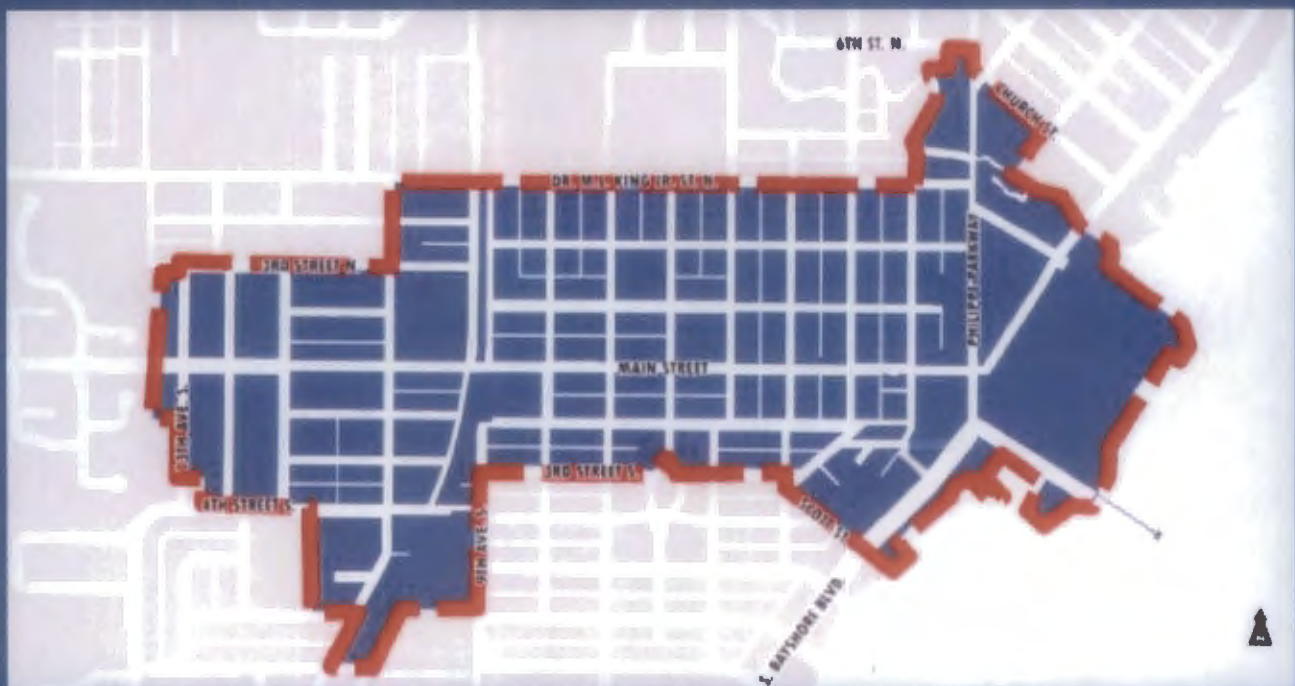 6TH ST. N.
CHURCH ST.
DR. M L KING JR. ST. N.
3RD STREET N.
PHILIPPE PARKWAY
MAIN STREET
13TH AVE. S.
3RD STREET S.
4TH STREET S.
SCOTT ST.
9TH AVE. S.
S. BAYSHORE BLVD.
N